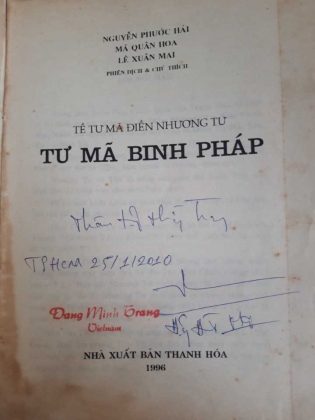 NGUYỄN PHƯỚC HẢI
MÃ QUÂN HOA
LÊ XUÂN MAI
PHIÊN DỊCH & CHÚ THÍCH
TỀ TƯ MÃ ĐIỀN NHƯƠNG TƯ
TƯ MÃ BINH PHÁP
Thân
TPHCM 25/1/2010
Dang Minh Trang
Vietnam
NHÀ XUẤT BẢN THANH HÓA
1996